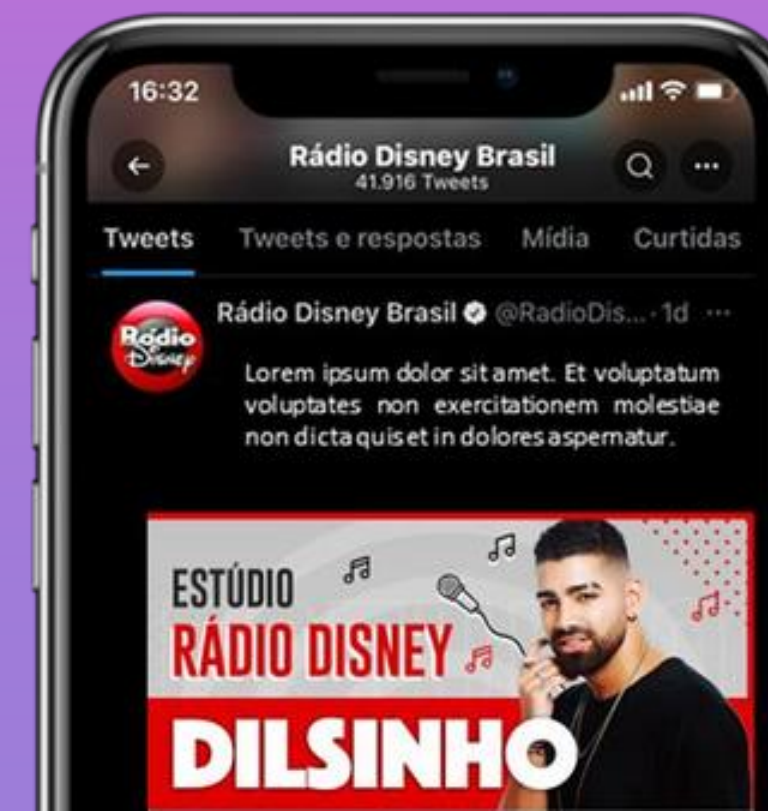 16:32
Rádio Disney Brasil
41.916 Tweets
Tweets Tweets e respostas Mídia Curtidas
Rádio Disney Brasil @RadioDis... · 1d ···
Rádio
Disney
Lorem ipsum dolor sit amet. Et voluptatum
voluptates non exercitationem molestiae
non dicta quis et in dolores aspernatur.
ESTÚDIO
RÁDIO DISNEY
DILSINHO